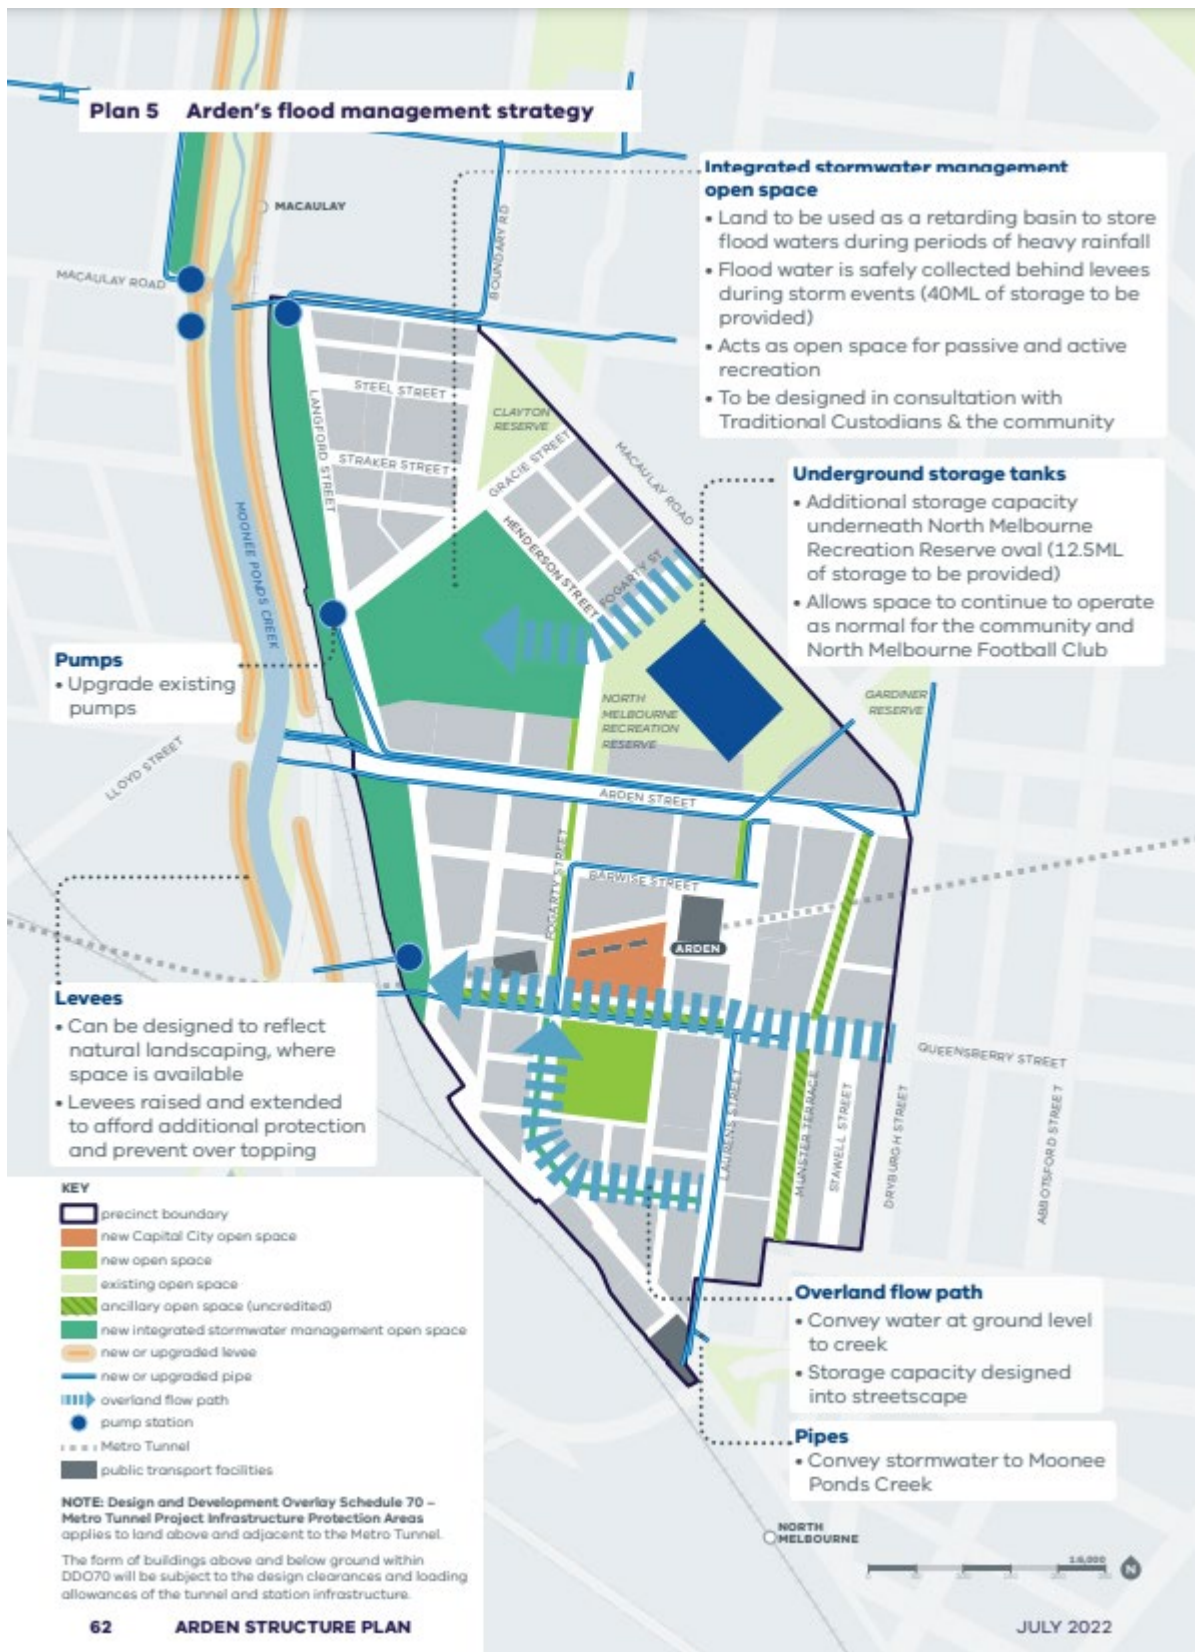 Plan 5 Arden's flood management strategy
MACAULAY
MACAULAY ROAD
BOUNDARY RD
Integrated stormwater management
open space
• Land to be used as a retarding basin to store
flood waters during periods of heavy rainfall
• Flood water is safely collected behind levees
during storm events (40ML of storage to be
provided)
• Acts as open space for passive and active
recreation
• To be designed in consultation with
Traditional Custodians & the community
STEEL STREET
LANGFORD STREET
CLAYTON
RESERVE
STRAKER STREET
GRACIE STREET
MACAULAY ROAD
Underground storage tanks
• Additional storage capacity
underneath North Melbourne
Recreation Reserve oval (12.5ML
of storage to be provided)
• Allows space to continue to operate
as normal for the community and
North Melbourne Football Club
MOONEE PONDS CREEK
HENDERSON STREET
FOGARTY ST
Pumps
• Upgrade existing
pumps
NORTH
MELBOURNE
RECREATION
RESERVE
GARDINER
RESERVE
LLOYD STREET
ARDEN STREET
FOGARTY STREET
BARWISE STREET
ARDEN
Levees
• Can be designed to reflect
natural landscaping, where
space is available
• Levees raised and extended
to afford additional protection
and prevent over topping
QUEENSBERRY STREET
LAURENS STREET
MUNSTER TERRACE
STAWELL STREET
DRYBURGH STREET
ABBOTSFORD STREET
KEY
precinct boundary
new Capital City open space
new open space
existing open space
ancillary open space (uncredited)
new integrated stormwater management open space
new or upgraded levee
new or upgraded pipe
overland flow path
pump station
Metro Tunnel
public transport facilities
Overland flow path
• Convey water at ground level
to creek
• Storage capacity designed
into streetscape
Pipes
• Convey stormwater to Moonee
Ponds Creek
NOTE: Design and Development Overlay Schedule 70 –
Metro Tunnel Project Infrastructure Protection Areas
applies to land above and adjacent to the Metro Tunnel.
The form of buildings above and below ground within
DDO70 will be subject to the design clearances and loading
allowances of the tunnel and station infrastructure.
NORTH
MELBOURNE
1:6,000
N
62 ARDEN STRUCTURE PLAN
JULY 2022